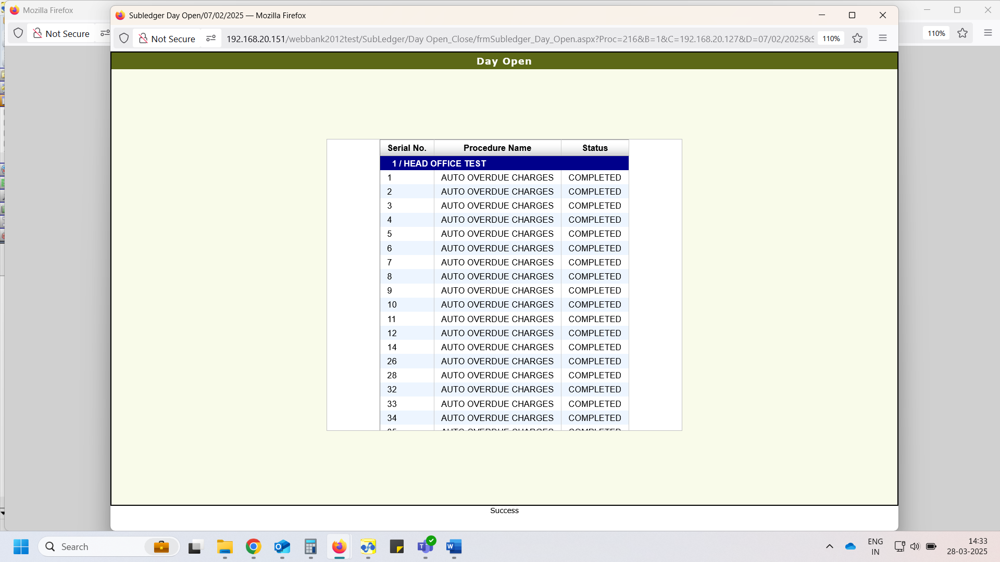 Mozilla Firefox
Subledger Day Open/07/02/2025 — Mozilla Firefox
Not Secure
Not Secure
192.168.20.151/webbank2012test/SubLedger/Day Open_Close/frmSubledger_Day_Open.aspx?Proc=216&B=1&C=192.168.20.127&D=07/02/2025&S
110%
110%
Day Open
Serial No. Procedure Name Status
1 / HEAD OFFICE TEST
1 AUTO OVERDUE CHARGES COMPLETED
2 AUTO OVERDUE CHARGES COMPLETED
3 AUTO OVERDUE CHARGES COMPLETED
4 AUTO OVERDUE CHARGES COMPLETED
5 AUTO OVERDUE CHARGES COMPLETED
6 AUTO OVERDUE CHARGES COMPLETED
7 AUTO OVERDUE CHARGES COMPLETED
8 AUTO OVERDUE CHARGES COMPLETED
9 AUTO OVERDUE CHARGES COMPLETED
10 AUTO OVERDUE CHARGES COMPLETED
11 AUTO OVERDUE CHARGES COMPLETED
12 AUTO OVERDUE CHARGES COMPLETED
14 AUTO OVERDUE CHARGES COMPLETED
26 AUTO OVERDUE CHARGES COMPLETED
28 AUTO OVERDUE CHARGES COMPLETED
32 AUTO OVERDUE CHARGES COMPLETED
33 AUTO OVERDUE CHARGES COMPLETED
34 AUTO OVERDUE CHARGES COMPLETED
Success
Search
ENG
IN
14:33
28-03-2025